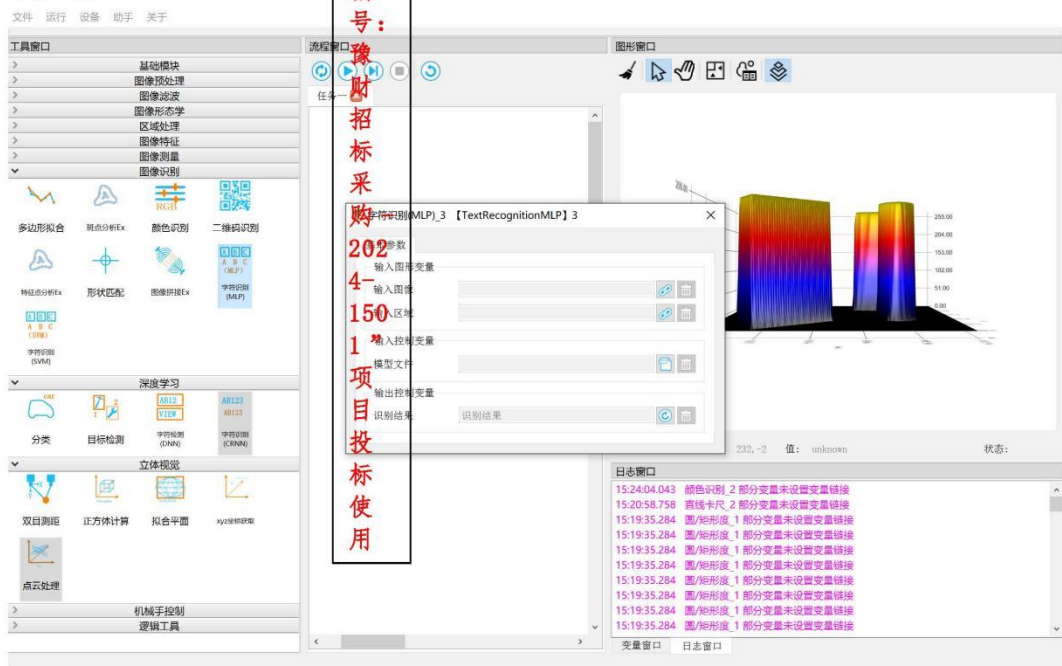 文件 运行 设备 助手 关于
工具窗口
基础模块
图像预处理
图像滤波
图像形态学
区域处理
图像特征
图像测量
图像识别
RGB
多边形拟合 斑点分析Ex 颜色识别 二维码识别
A B C
A B C
(MLP)
特征点分析Ex 形状匹配 图像拼接Ex 字符识别
(MLP)
A B C
A B C
(SVM)
字符识别
(SVM)
深度学习
CAT AB12 AB123
VIEW AB123
分类 目标检测 字符检测
(DNN) 字符识别
(CRNN)
立体视觉
双目测距 正方体计算 拟合平面 xyz坐标获取
点云处理
机械手控制
逻辑工具
流程窗口
任务一
号：
豫
财
招
标
采
购
202
4-
150
1”
项
目
投
标
使
用
字符识别(MLP)_3 【TextRecognitionMLP】3
参数
输入图形变量
输入图像
输入区域
输入控制变量
模型文件
输出控制变量
识别结果 识别结果
图形窗口
255.00
204.00
153.00
102.00
51.00
0.00
232,-2 值： unknown 状态：
日志窗口
15:24:04.043 颜色识别_2 部分变量未设置变量链接
15:20:58.758 直线卡尺_2 部分变量未设置变量链接
15:19:35.284 圆/矩形度_1 部分变量未设置变量链接
15:19:35.284 圆/矩形度_1 部分变量未设置变量链接
15:19:35.284 圆/矩形度_1 部分变量未设置变量链接
15:19:35.284 圆/矩形度_1 部分变量未设置变量链接
15:19:35.284 圆/矩形度_1 部分变量未设置变量链接
15:19:35.284 圆/矩形度_1 部分变量未设置变量链接
15:19:35.284 圆/矩形度_1 部分变量未设置变量链接
15:19:35.284 圆/矩形度_1 部分变量未设置变量链接
变量窗口 日志窗口